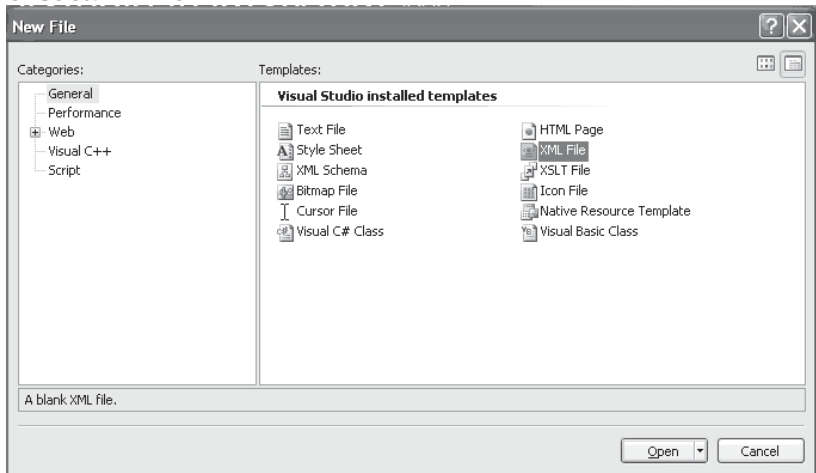 New File
Categories:
Templates:
General
Performance
Web
Visual C++
Script
Visual Studio installed templates
Text File
HTML Page
Style Sheet
XML File
XML Schema
XSLT File
Bitmap File
Icon File
Cursor File
Native Resource Template
Visual C# Class
Visual Basic Class
A blank XML file.
Open
Cancel